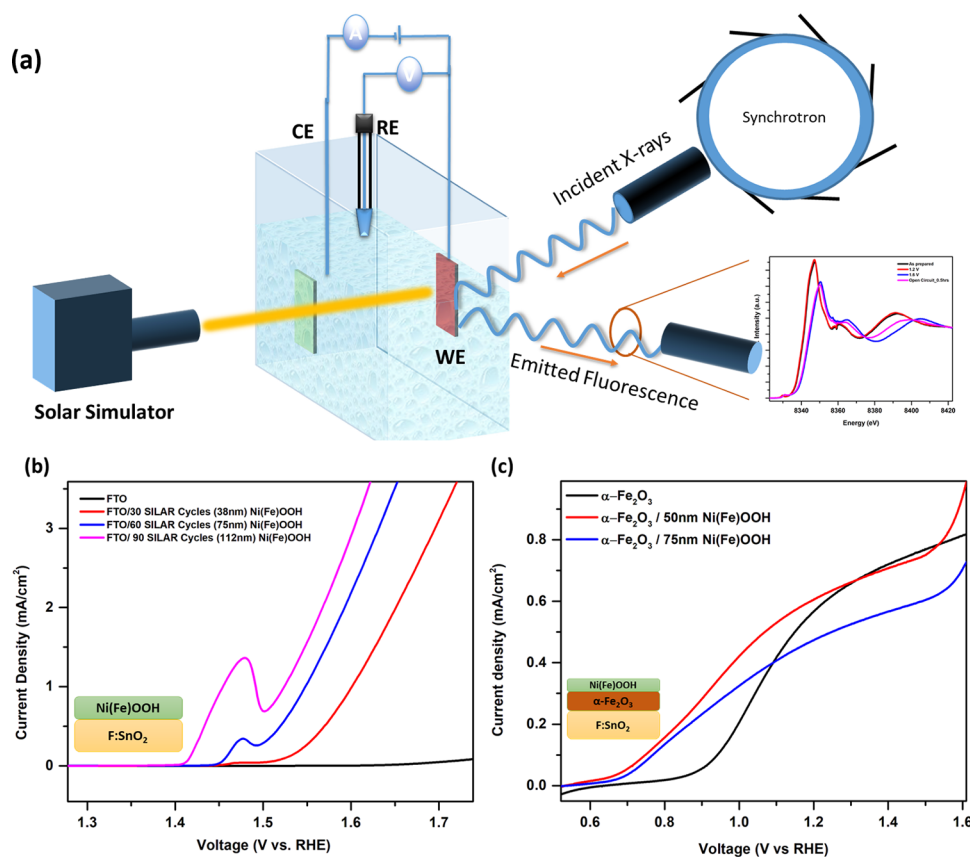 (a)
A
V
CE
RE
Synchrotron
Incident X-rays
WE
Emitted Fluorescence
Solar Simulator
As prepared
1.2 V
1.6 V
Open Circuit_0.5hrs
Intensity (a.u.)
8340 8360 8380 8400 8420
Energy (eV)
(b)
FTO
FTO/30 SILAR Cycles (38nm) Ni(Fe)OOH
FTO/60 SILAR Cycles (75nm) Ni(Fe)OOH
FTO/ 90 SILAR Cycles (112nm) Ni(Fe)OOH
Current Density (mA/cm²)
3
2
1
0
Ni(Fe)OOH
F:SnO₂
1.3 1.4 1.5 1.6 1.7
Voltage (V vs. RHE)
(c)
α–Fe₂O₃
α–Fe₂O₃ / 50nm Ni(Fe)OOH
α–Fe₂O₃ / 75nm Ni(Fe)OOH
Current density (mA/cm²)
0.8
0.6
0.4
0.2
0.0
Ni(Fe)OOH
α-Fe₂O₃
F:SnO₂
0.6 0.8 1.0 1.2 1.4 1.6
Voltage (V vs. RHE)